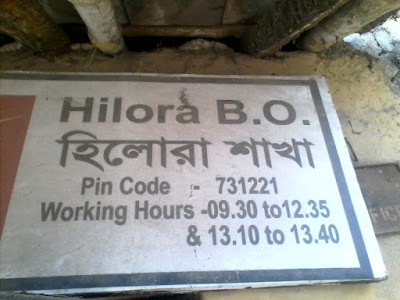 Hilora B.O.
হিলোরা শাখা
Pin Code - 731221
Working Hours -09.30 to12.35
& 13.10 to 13.40